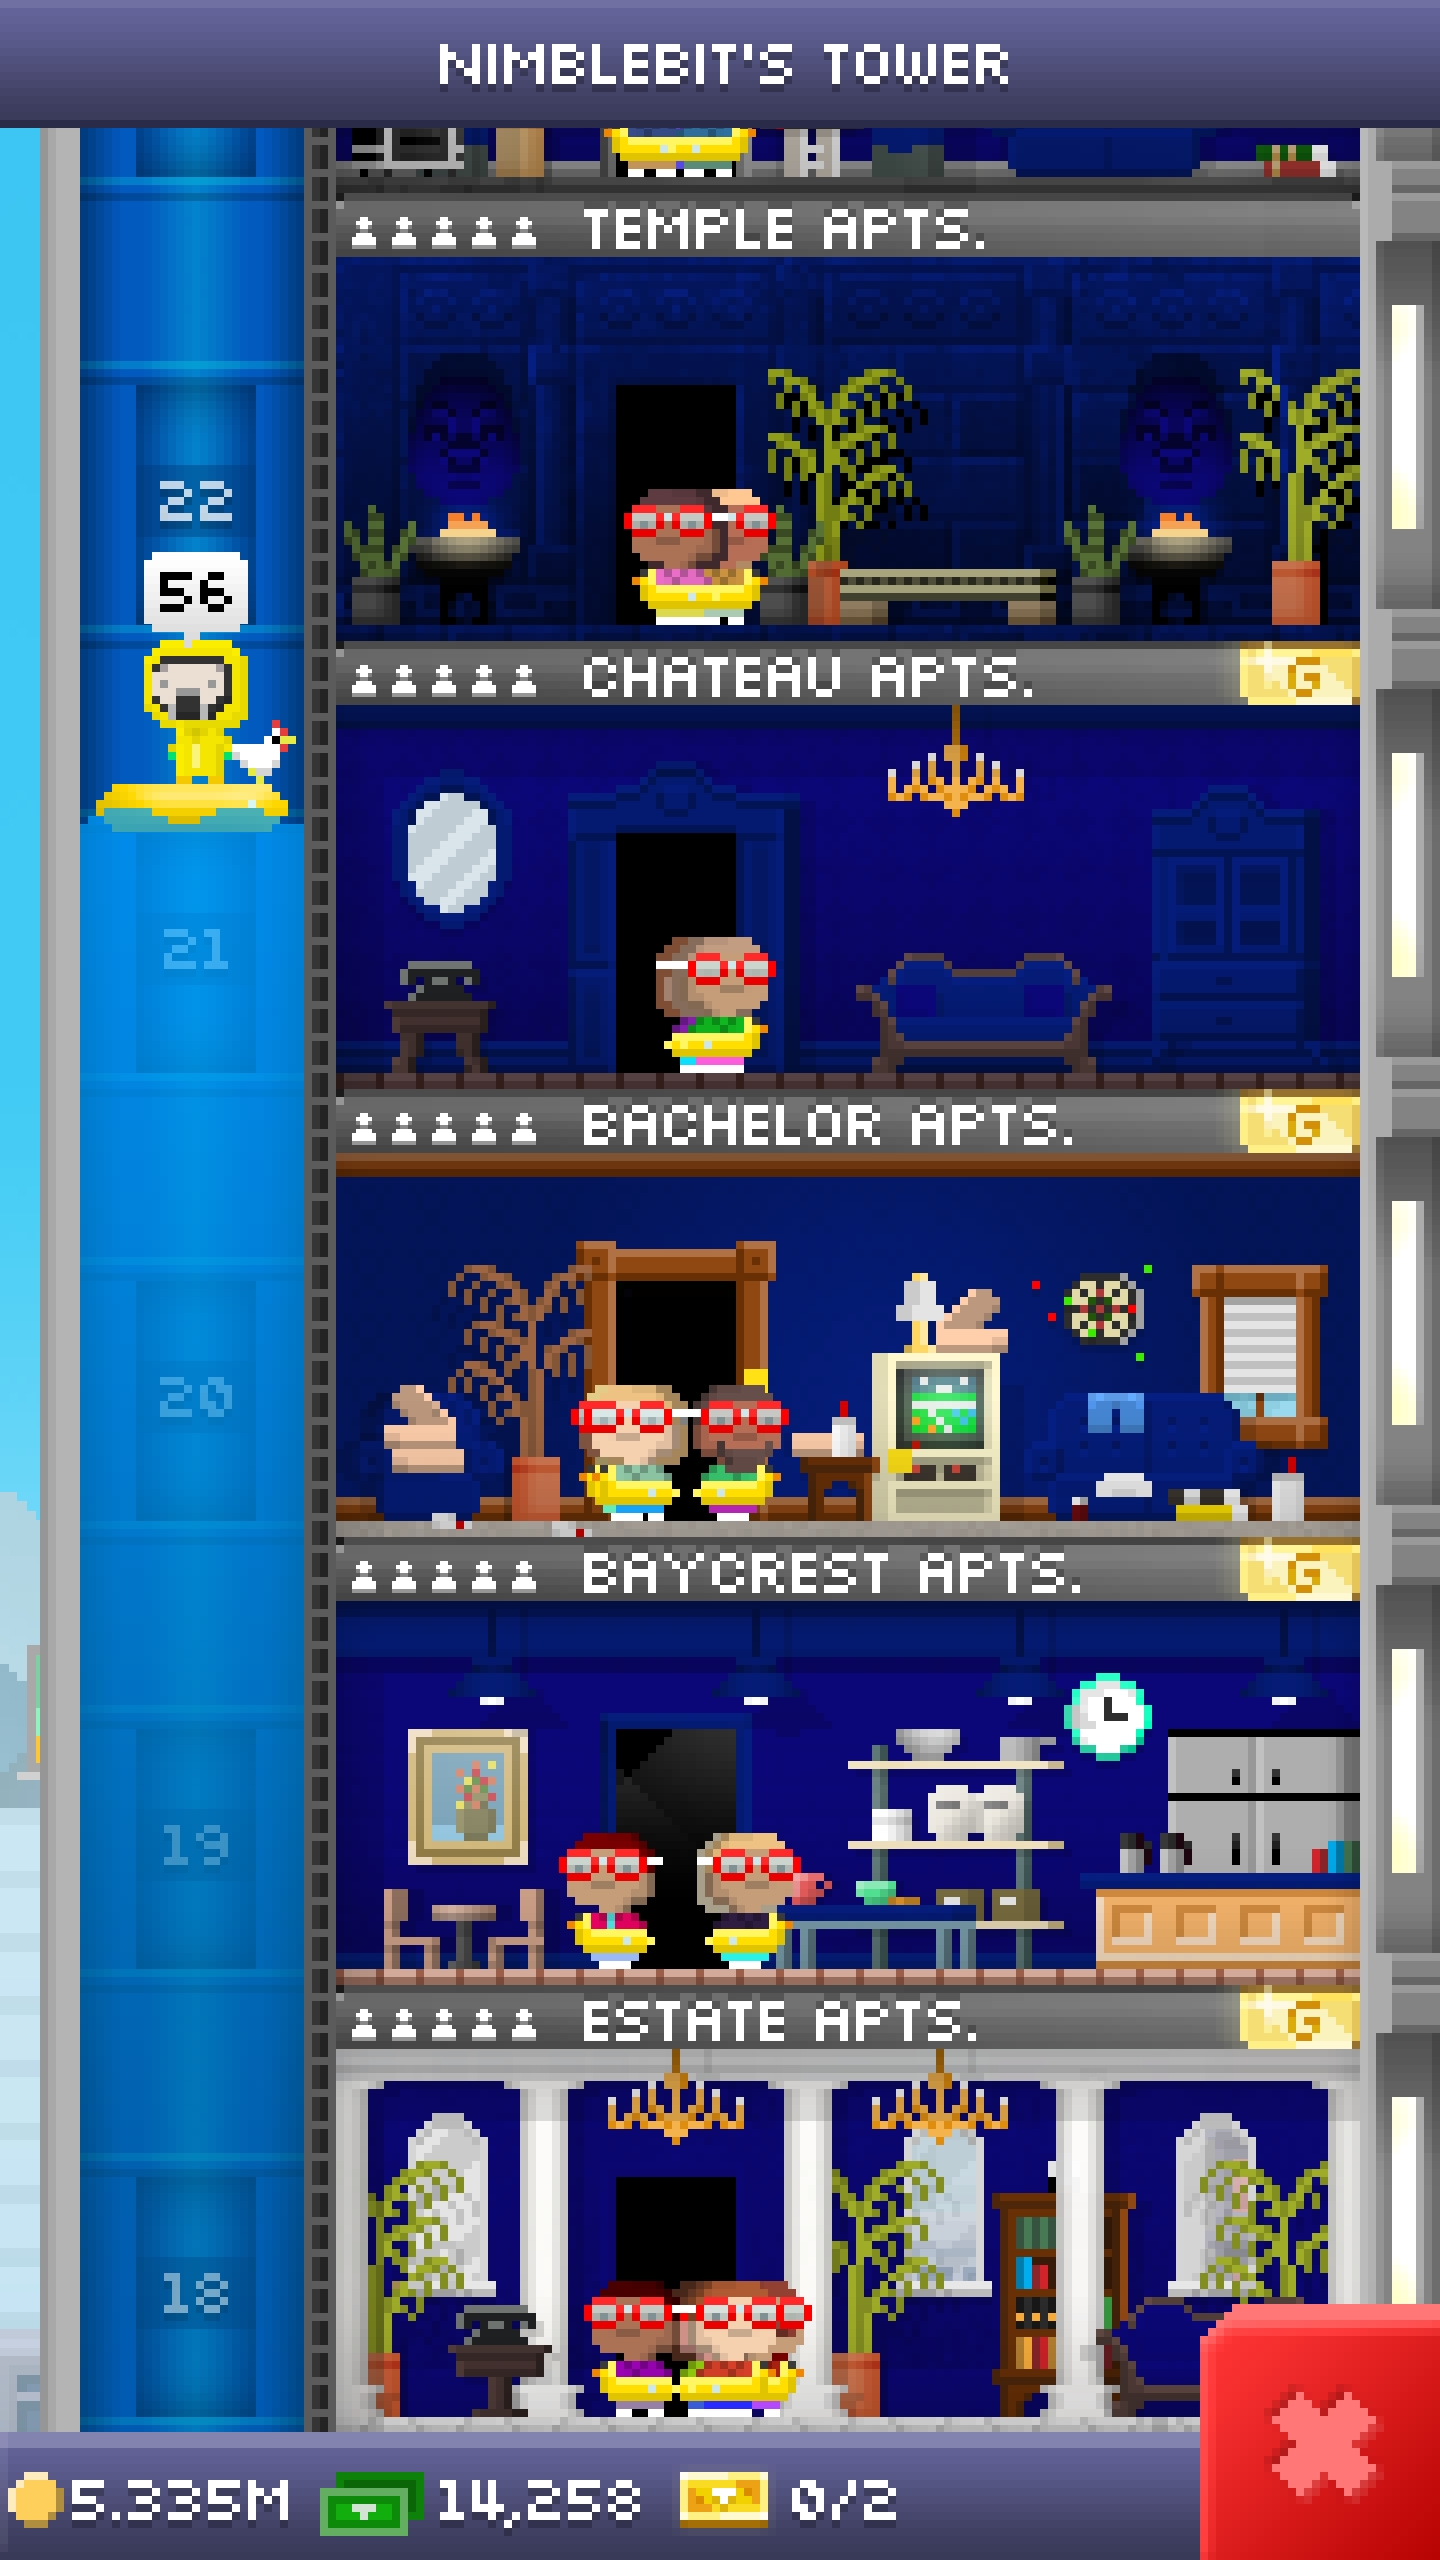 NIMBLEBIT'S TOWER
TEMPLE APTS.
22
56
CHATEAU APTS. G
21
BACHELOR APTS. G
20
BAYCREST APTS. G
19
ESTATE APTS. G
18
5.335M 14,258 0/2